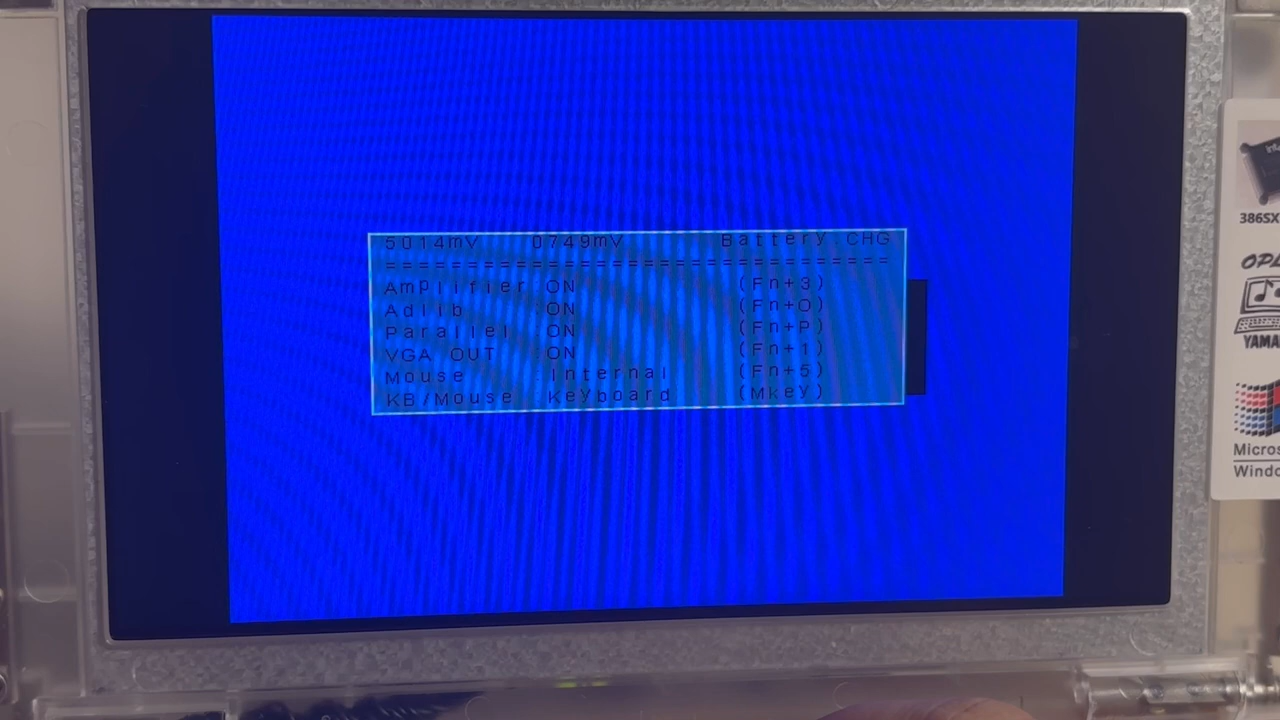 5014mV 0749mV Battery:CHG
===============================
Amplifier:ON (Fn+3)
Adlib :ON (Fn+O)
Parallel :ON (Fn+P)
VGA OUT :ON (Fn+1)
Mouse :Internal (Fn+5)
KB/Mouse :Keyboard (Mkey)
386SX
OPL
YAMA
Micros
Windo